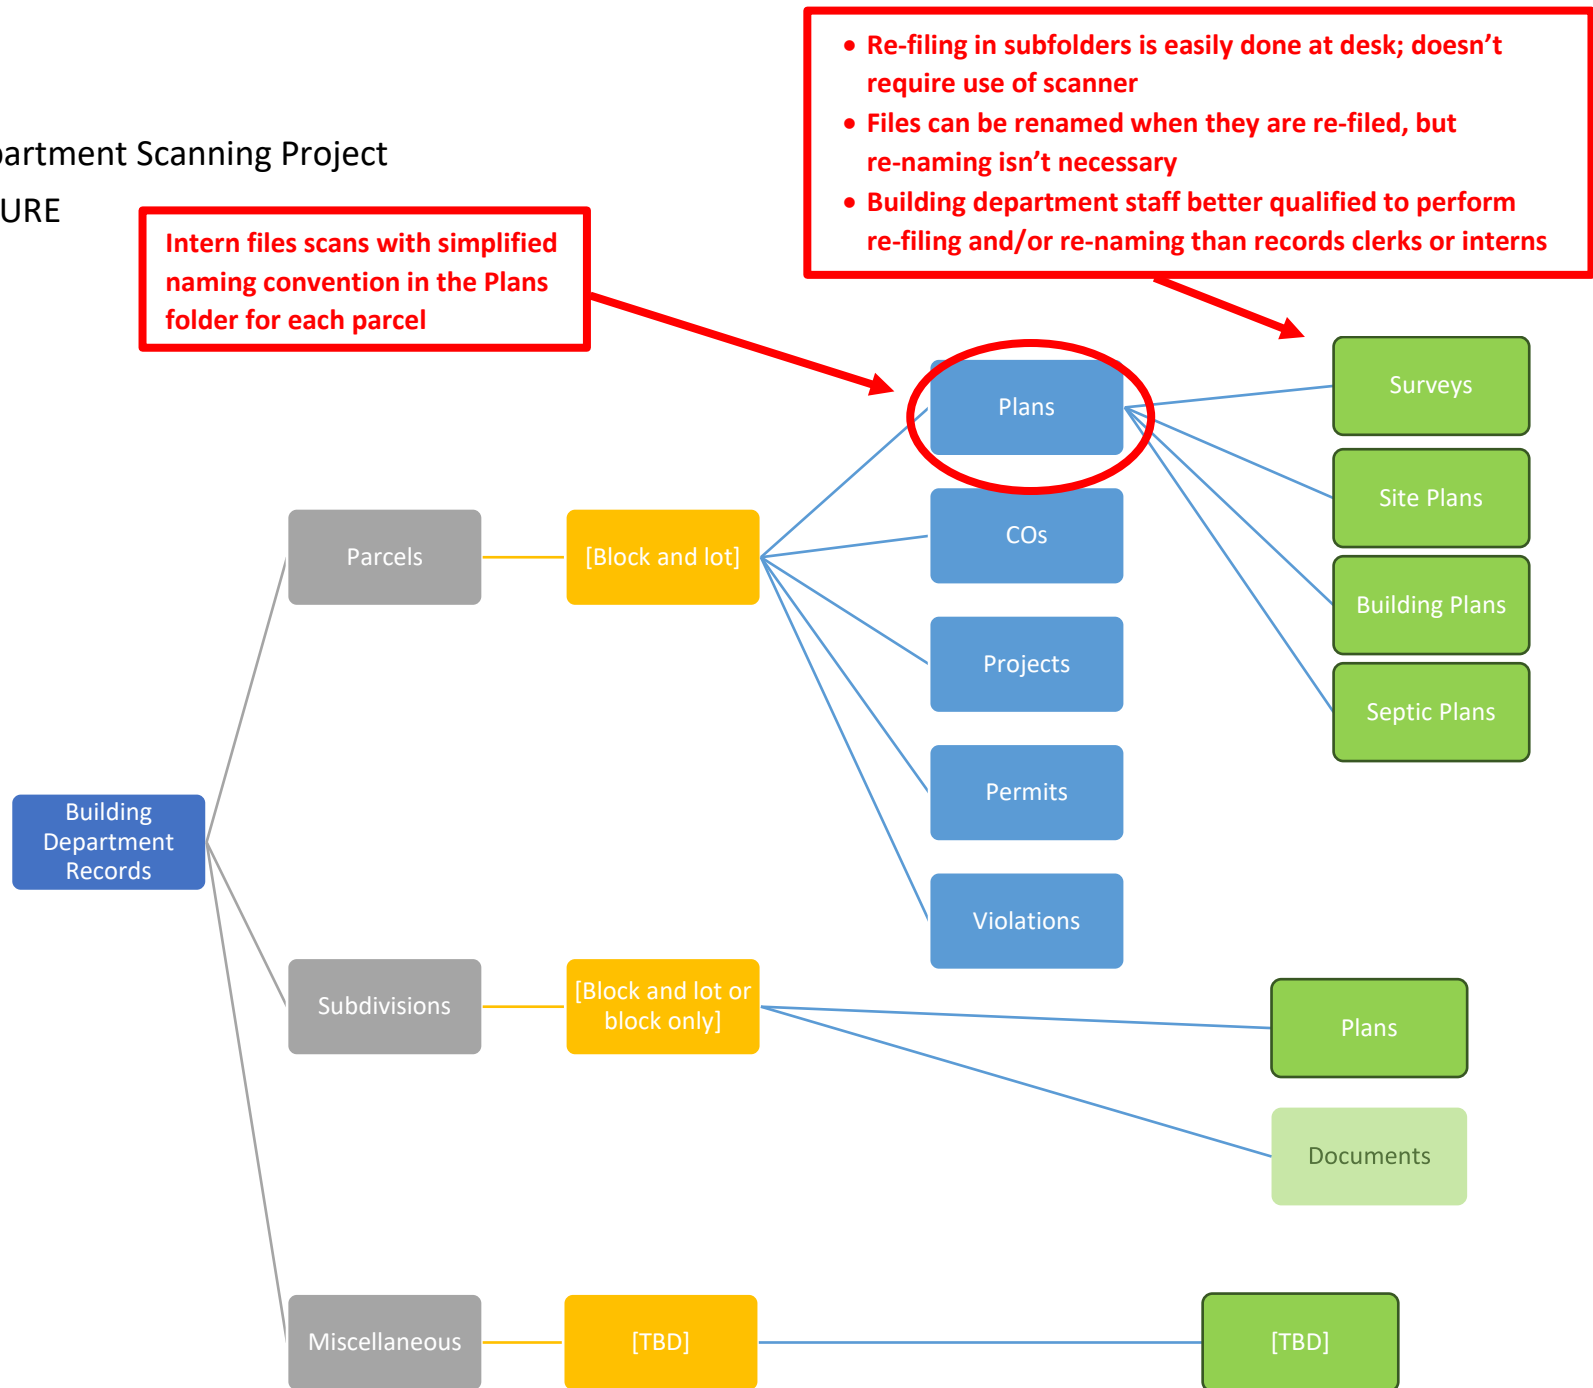 • Re-filing in subfolders is easily done at desk; doesn't
require use of scanner
• Files can be renamed when they are re-filed, but
re-naming isn't necessary
• Building department staff better qualified to perform
re-filing and/or re-naming than records clerks or interns
partment Scanning Project
URE
Intern files scans with simplified
naming convention in the Plans
folder for each parcel
Building
Department
Records
Parcels
[Block and lot]
Plans
COs
Projects
Permits
Violations
Surveys
Site Plans
Building Plans
Septic Plans
Subdivisions
[Block and lot or
block only]
Plans
Documents
Miscellaneous
[TBD]
[TBD]